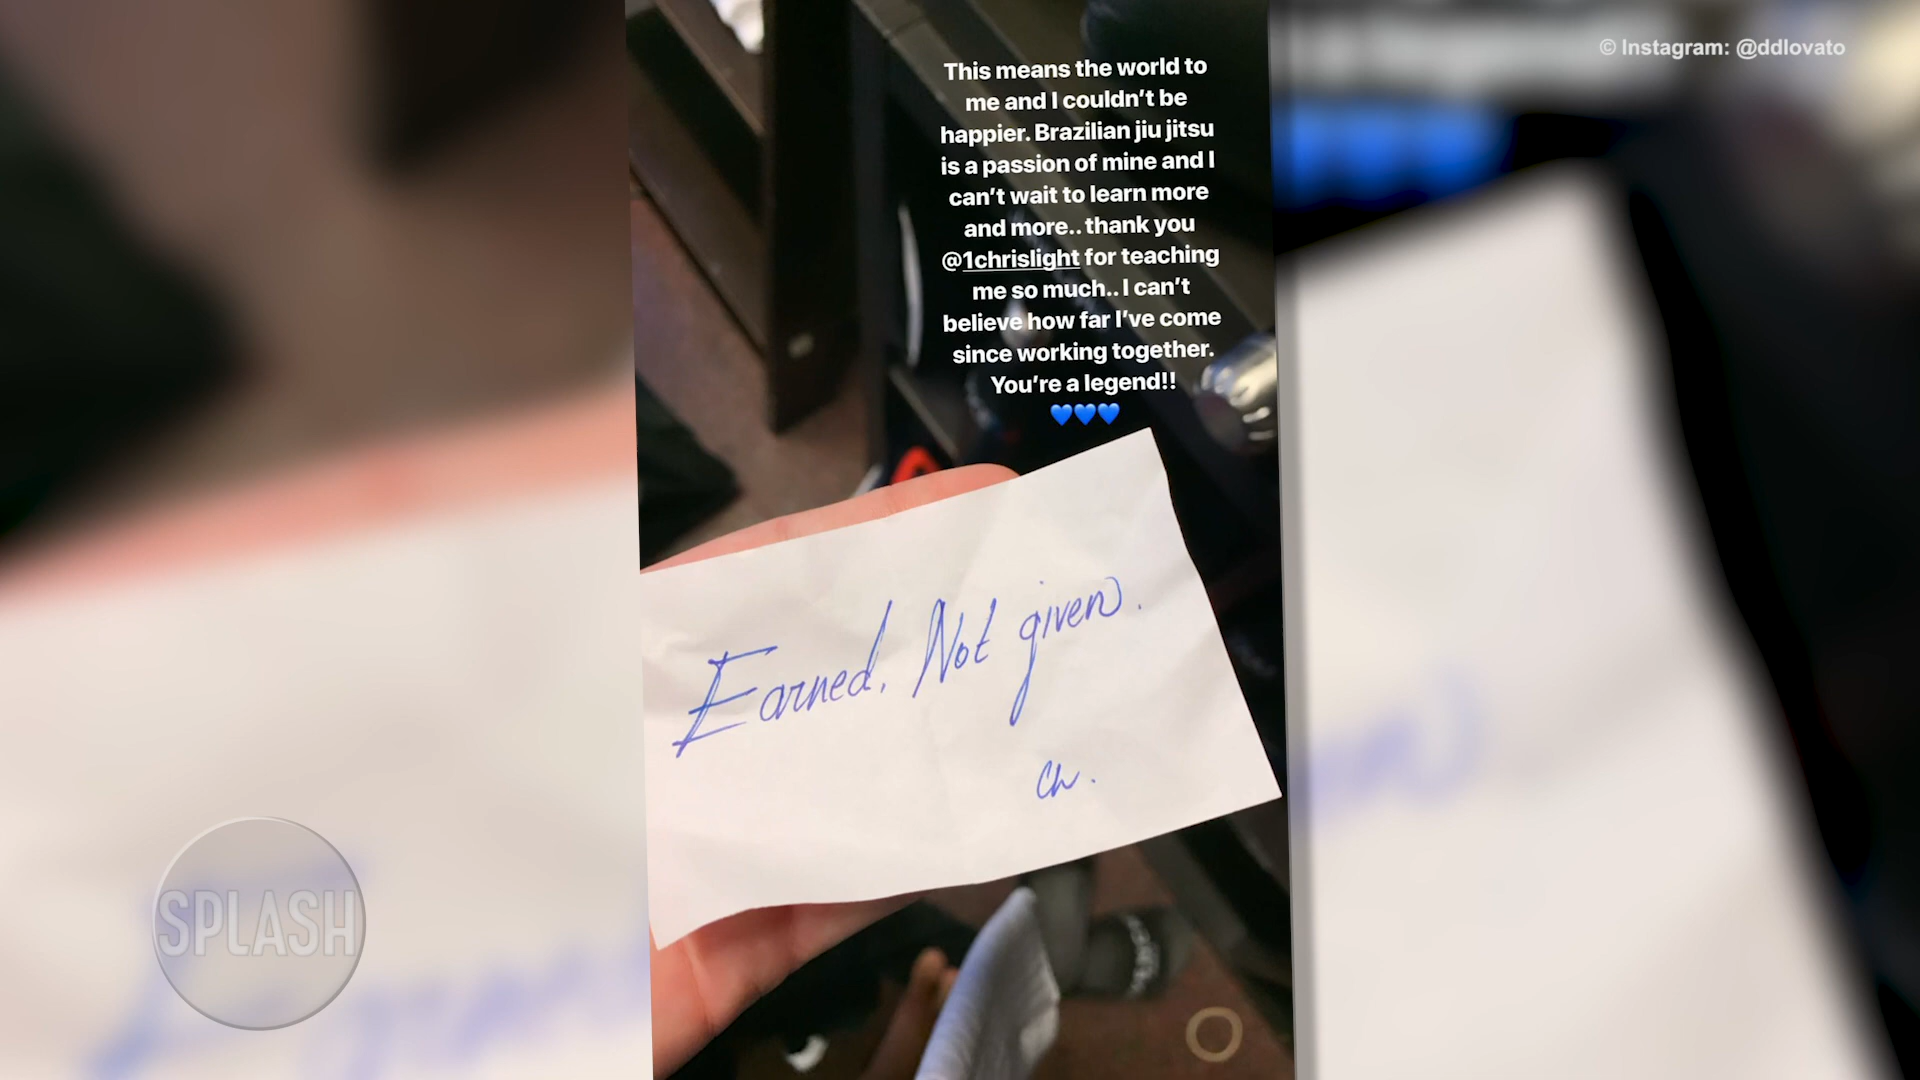 © Instagram: @ddlovato
This means the world to
me and I couldn't be
happier. Brazilian jiu jitsu
is a passion of mine and I
can't wait to learn more
and more.. thank you
@1chrislight for teaching
me so much.. I can't
believe how far I've come
since working together.
You're a legend!!
💙💙💙
Earned. Not given.
Ch.
SPLASH